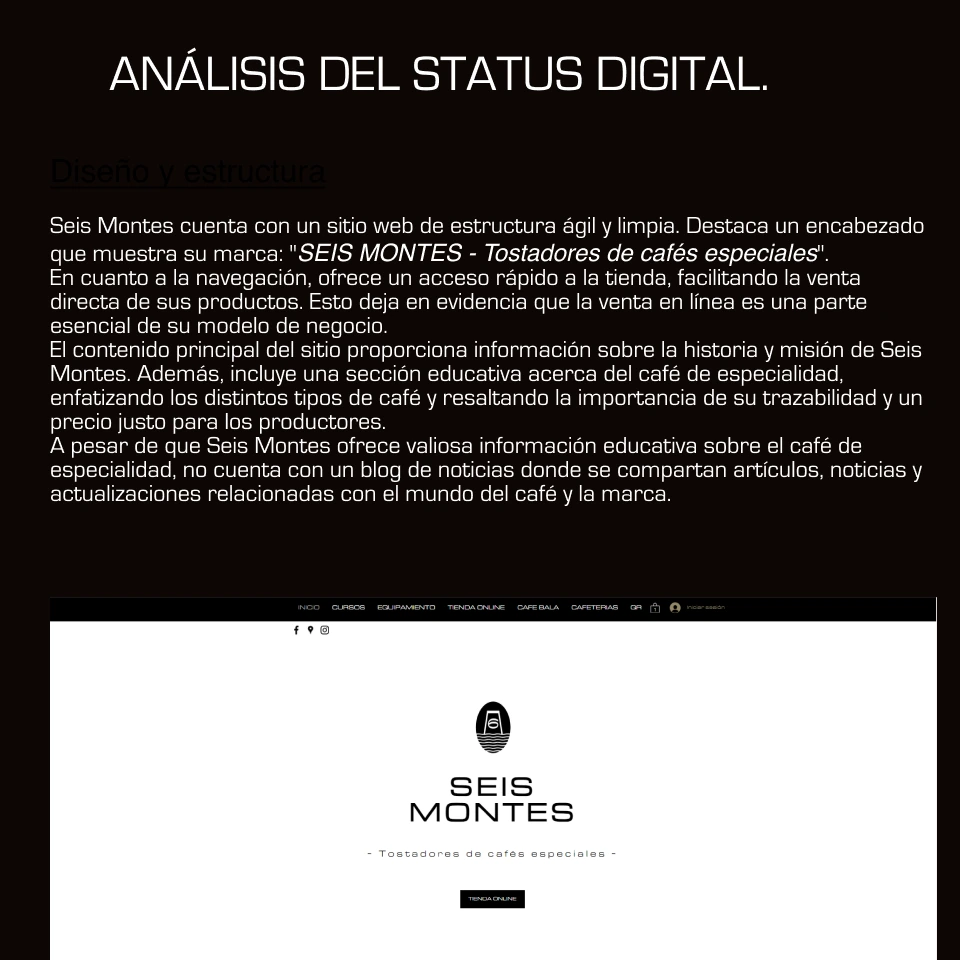 ANÁLISIS DEL STATUS DIGITAL.
Diseño y estructura
Seis Montes cuenta con un sitio web de estructura ágil y limpia. Destaca un encabezado
que muestra su marca: "SEIS MONTES - Tostadores de cafés especiales".
En cuanto a la navegación, ofrece un acceso rápido a la tienda, facilitando la venta
directa de sus productos. Esto deja en evidencia que la venta en línea es una parte
esencial de su modelo de negocio.
El contenido principal del sitio proporciona información sobre la historia y misión de Seis
Montes. Además, incluye una sección educativa acerca del café de especialidad,
enfatizando los distintos tipos de café y resaltando la importancia de su trazabilidad y un
precio justo para los productores.
A pesar de que Seis Montes ofrece valiosa información educativa sobre el café de
especialidad, no cuenta con un blog de noticias donde se compartan artículos, noticias y
actualizaciones relacionadas con el mundo del café y la marca.
INICIO CURSOS EQUIPAMIENTO TIENDA ONLINE CAFE BALA CAFETERIAS QR 1 Iniciar sesión
SEIS
MONTES
- Tostadores de cafés especiales -
TIENDA ONLINE